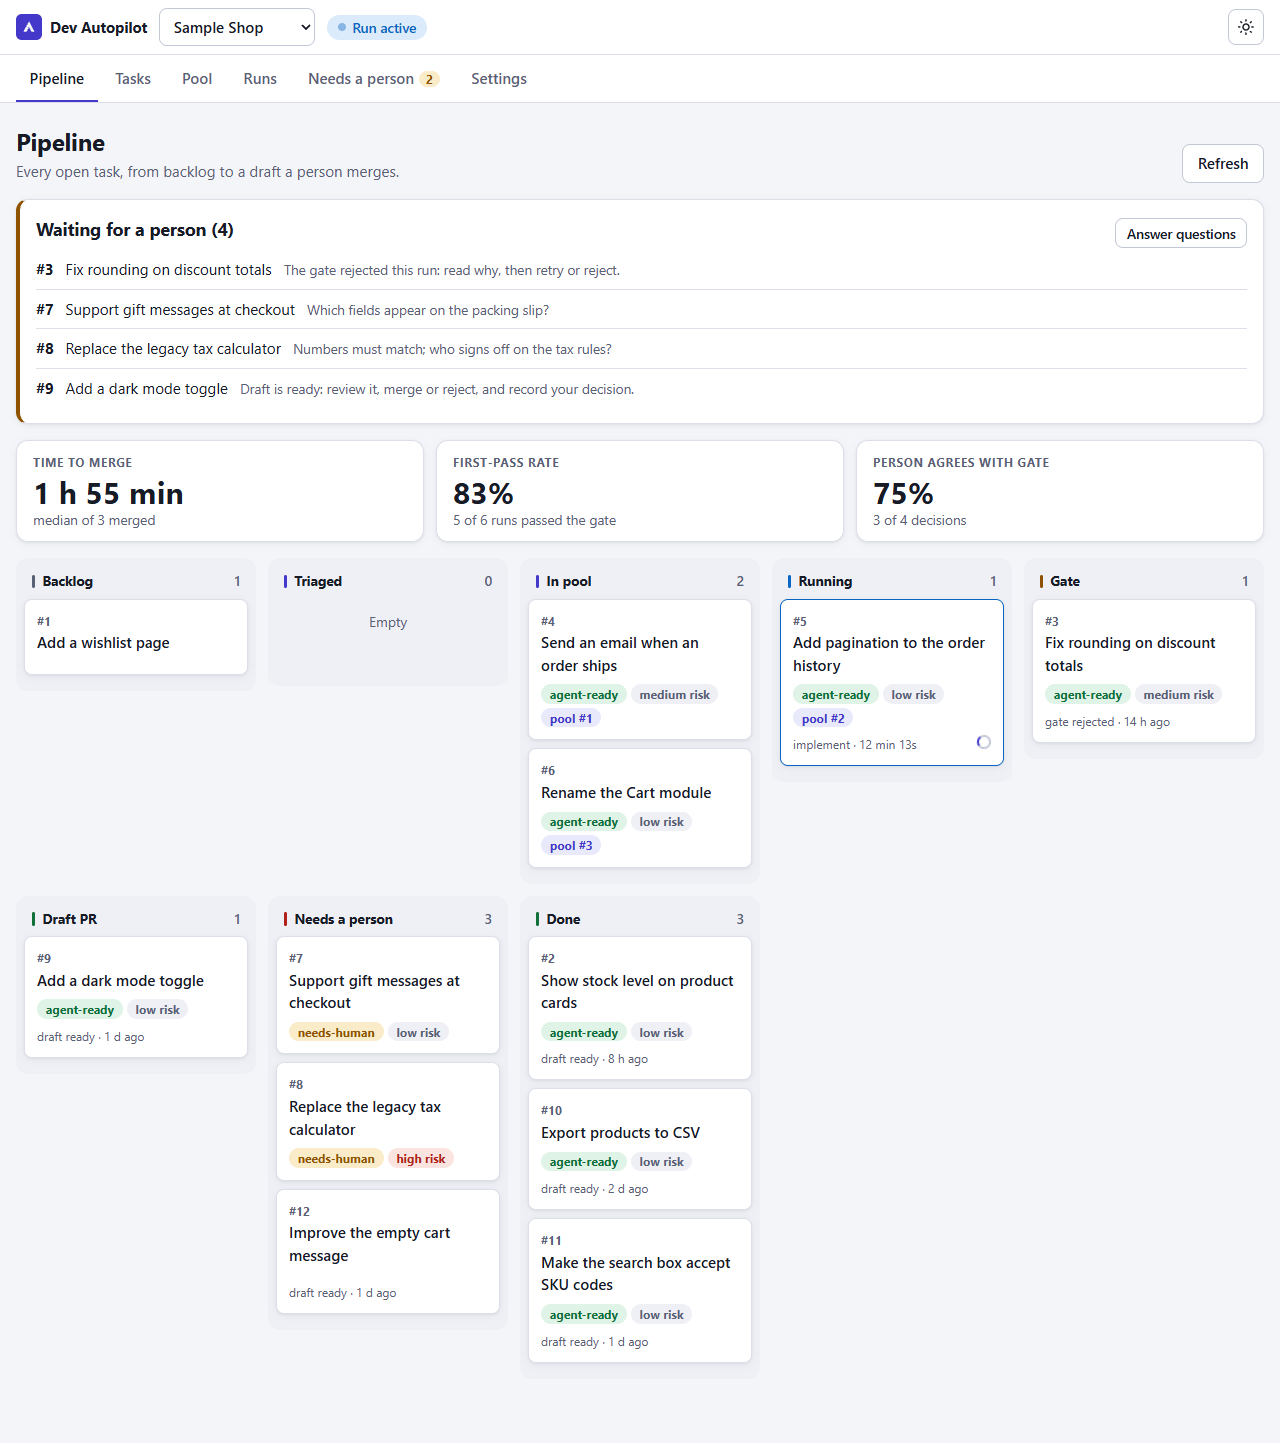 Dev Autopilot
Sample Shop
Run active
Pipeline
Tasks
Pool
Runs
Needs a person 2
Settings
Pipeline
Every open task, from backlog to a draft a person merges.
Refresh
Waiting for a person (4)
Answer questions
#3 Fix rounding on discount totals The gate rejected this run: read why, then retry or reject.
#7 Support gift messages at checkout Which fields appear on the packing slip?
#8 Replace the legacy tax calculator Numbers must match; who signs off on the tax rules?
#9 Add a dark mode toggle Draft is ready: review it, merge or reject, and record your decision.
TIME TO MERGE
1 h 55 min
median of 3 merged
FIRST-PASS RATE
83%
5 of 6 runs passed the gate
PERSON AGREES WITH GATE
75%
3 of 4 decisions
Backlog 1
#1
Add a wishlist page
Triaged 0
Empty
In pool 2
#4
Send an email when an
order ships
agent-ready medium risk
pool #1
#6
Rename the Cart module
agent-ready low risk
pool #3
Running 1
#5
Add pagination to the order
history
agent-ready low risk
pool #2
implement · 12 min 13s
Gate 1
#3
Fix rounding on discount
totals
agent-ready medium risk
gate rejected · 14 h ago
Draft PR 1
#9
Add a dark mode toggle
agent-ready low risk
draft ready · 1 d ago
Needs a person 3
#7
Support gift messages at
checkout
needs-human low risk
#8
Replace the legacy tax
calculator
needs-human high risk
#12
Improve the empty cart
message
draft ready · 1 d ago
Done 3
#2
Show stock level on product
cards
agent-ready low risk
draft ready · 8 h ago
#10
Export products to CSV
agent-ready low risk
draft ready · 2 d ago
#11
Make the search box accept
SKU codes
agent-ready low risk
draft ready · 1 d ago